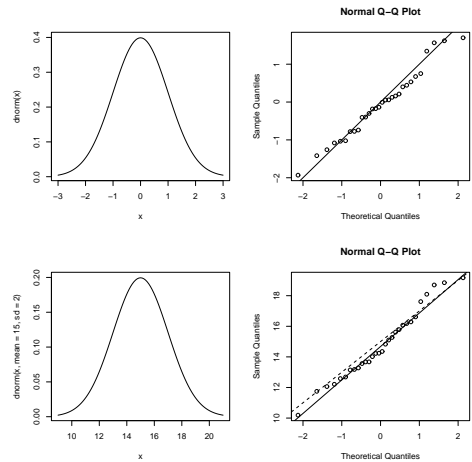 Normal Q−Q Plot
dnorm(x)
0.0 0.1 0.2 0.3 0.4
−3 −2 −1 0 1 2 3
x
Sample Quantiles
−2 −1 0 1
−2 −1 0 1 2
Theoretical Quantiles
Normal Q−Q Plot
dnorm(x, mean = 15, sd = 2)
0.00 0.05 0.10 0.15 0.20
10 12 14 16 18 20
x
Sample Quantiles
10 12 14 16 18
−2 −1 0 1 2
Theoretical Quantiles